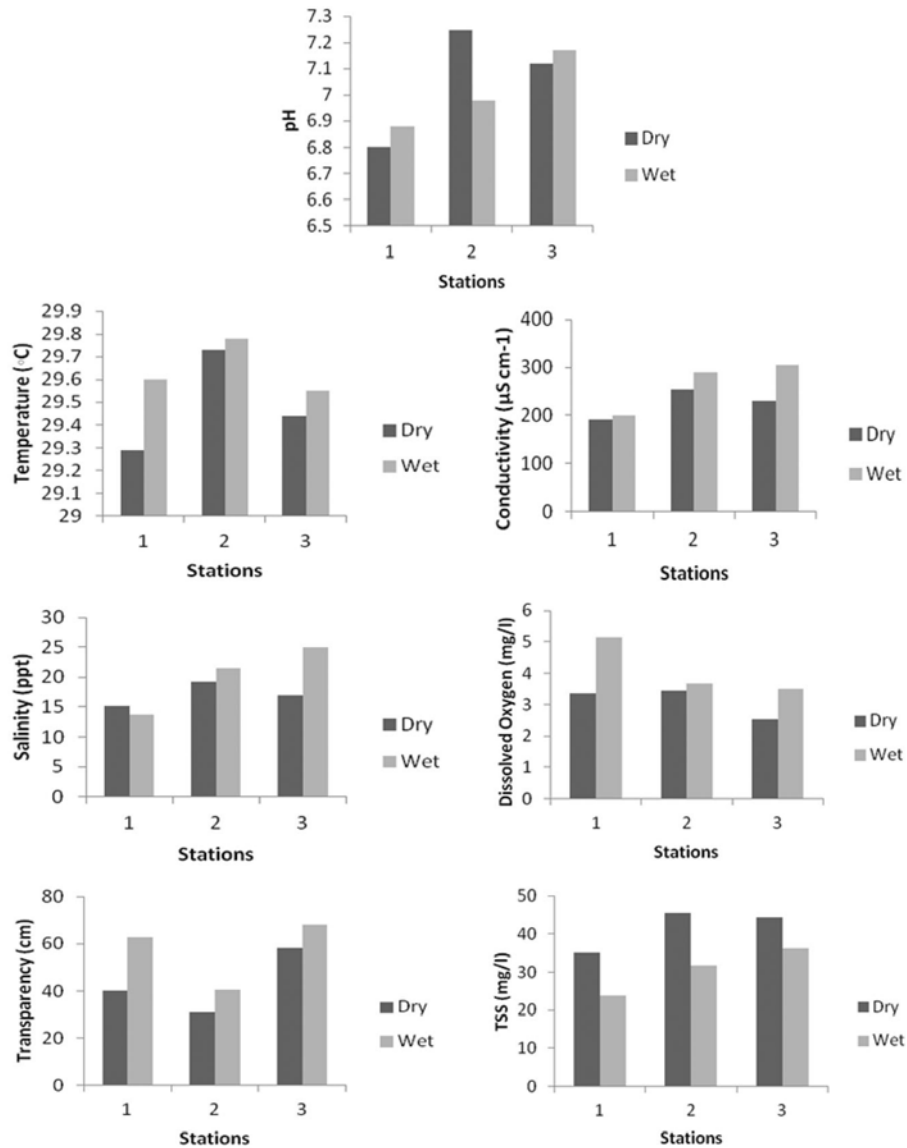 7.3
7.2
7.1
7
6.9
6.8
6.7
6.6
6.5
pH
1 2 3
Stations
Dry
Wet
29.9
29.8
29.7
29.6
29.5
29.4
29.3
29.2
29.1
29
Temperature (◦C)
1 2 3
Stations
Dry
Wet
400
300
200
100
0
Conductivity (µS cm-1)
1 2 3
Stations
Dry
Wet
30
25
20
15
10
5
0
Salinity (ppt)
1 2 3
Stations
Dry
Wet
6
5
4
3
2
1
0
Dissolved Oxygen (mg/l)
1 2 3
Stations
Dry
Wet
80
60
40
20
0
Transparency (cm)
1 2 3
Stations
Dry
Wet
50
40
30
20
10
0
TSS (mg/l)
1 2 3
Stations
Dry
Wet